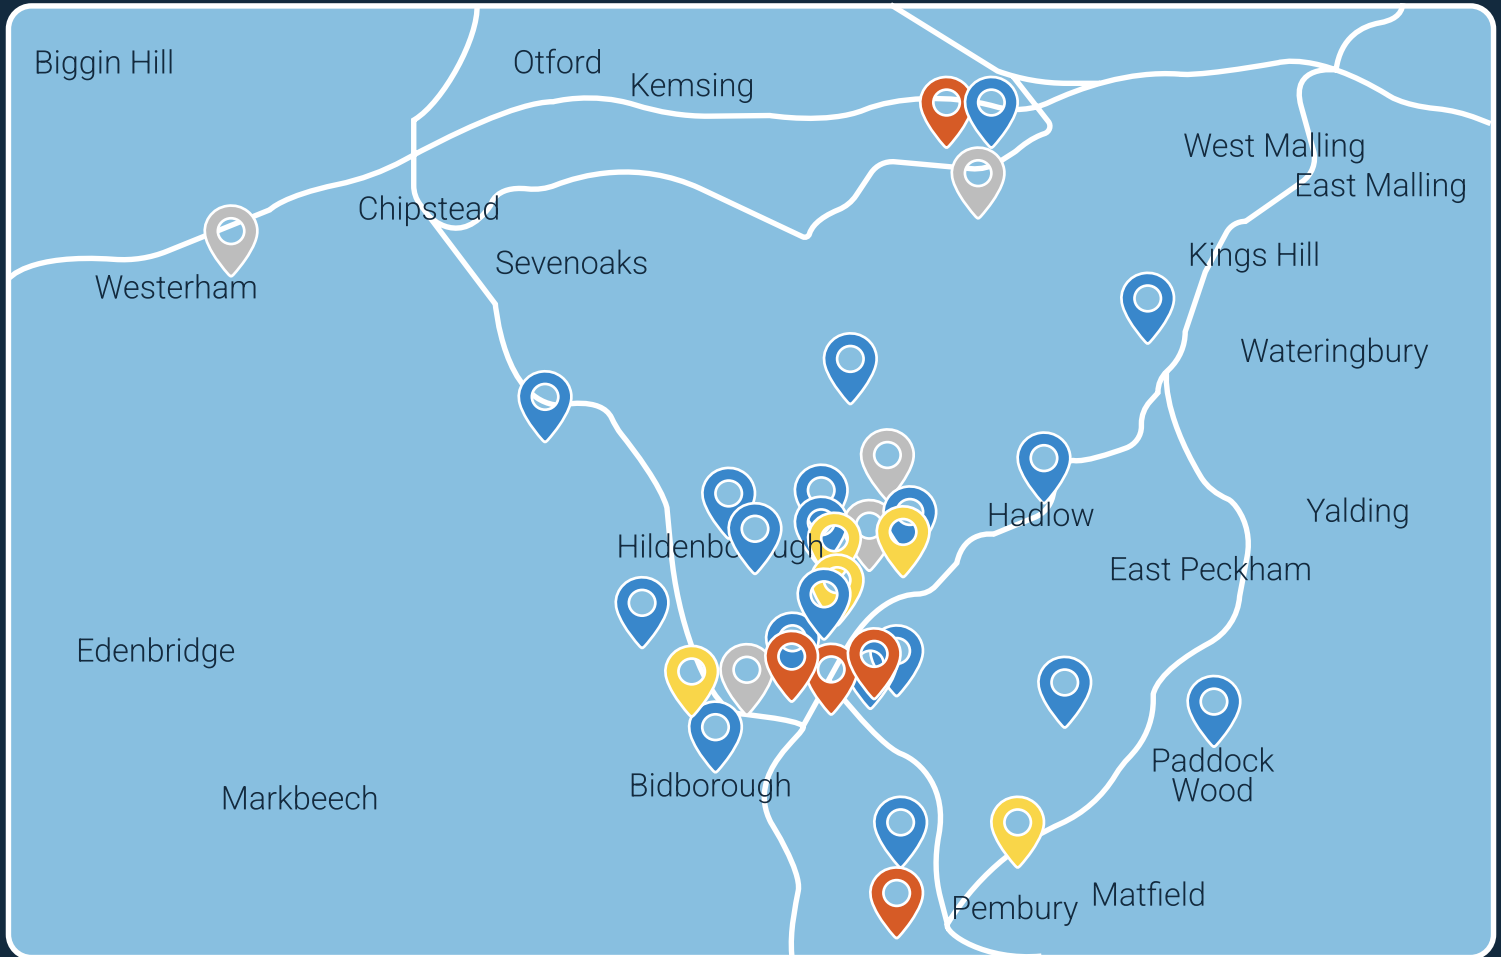 Biggin Hill
Otford
Kemsing
West Malling
East Malling
Chipstead
Sevenoaks
Kings Hill
Westerham
Wateringbury
Hadlow
Yalding
Hildenborough
East Peckham
Edenbridge
Paddock
Wood
Bidborough
Markbeech
Matfield
Pembury